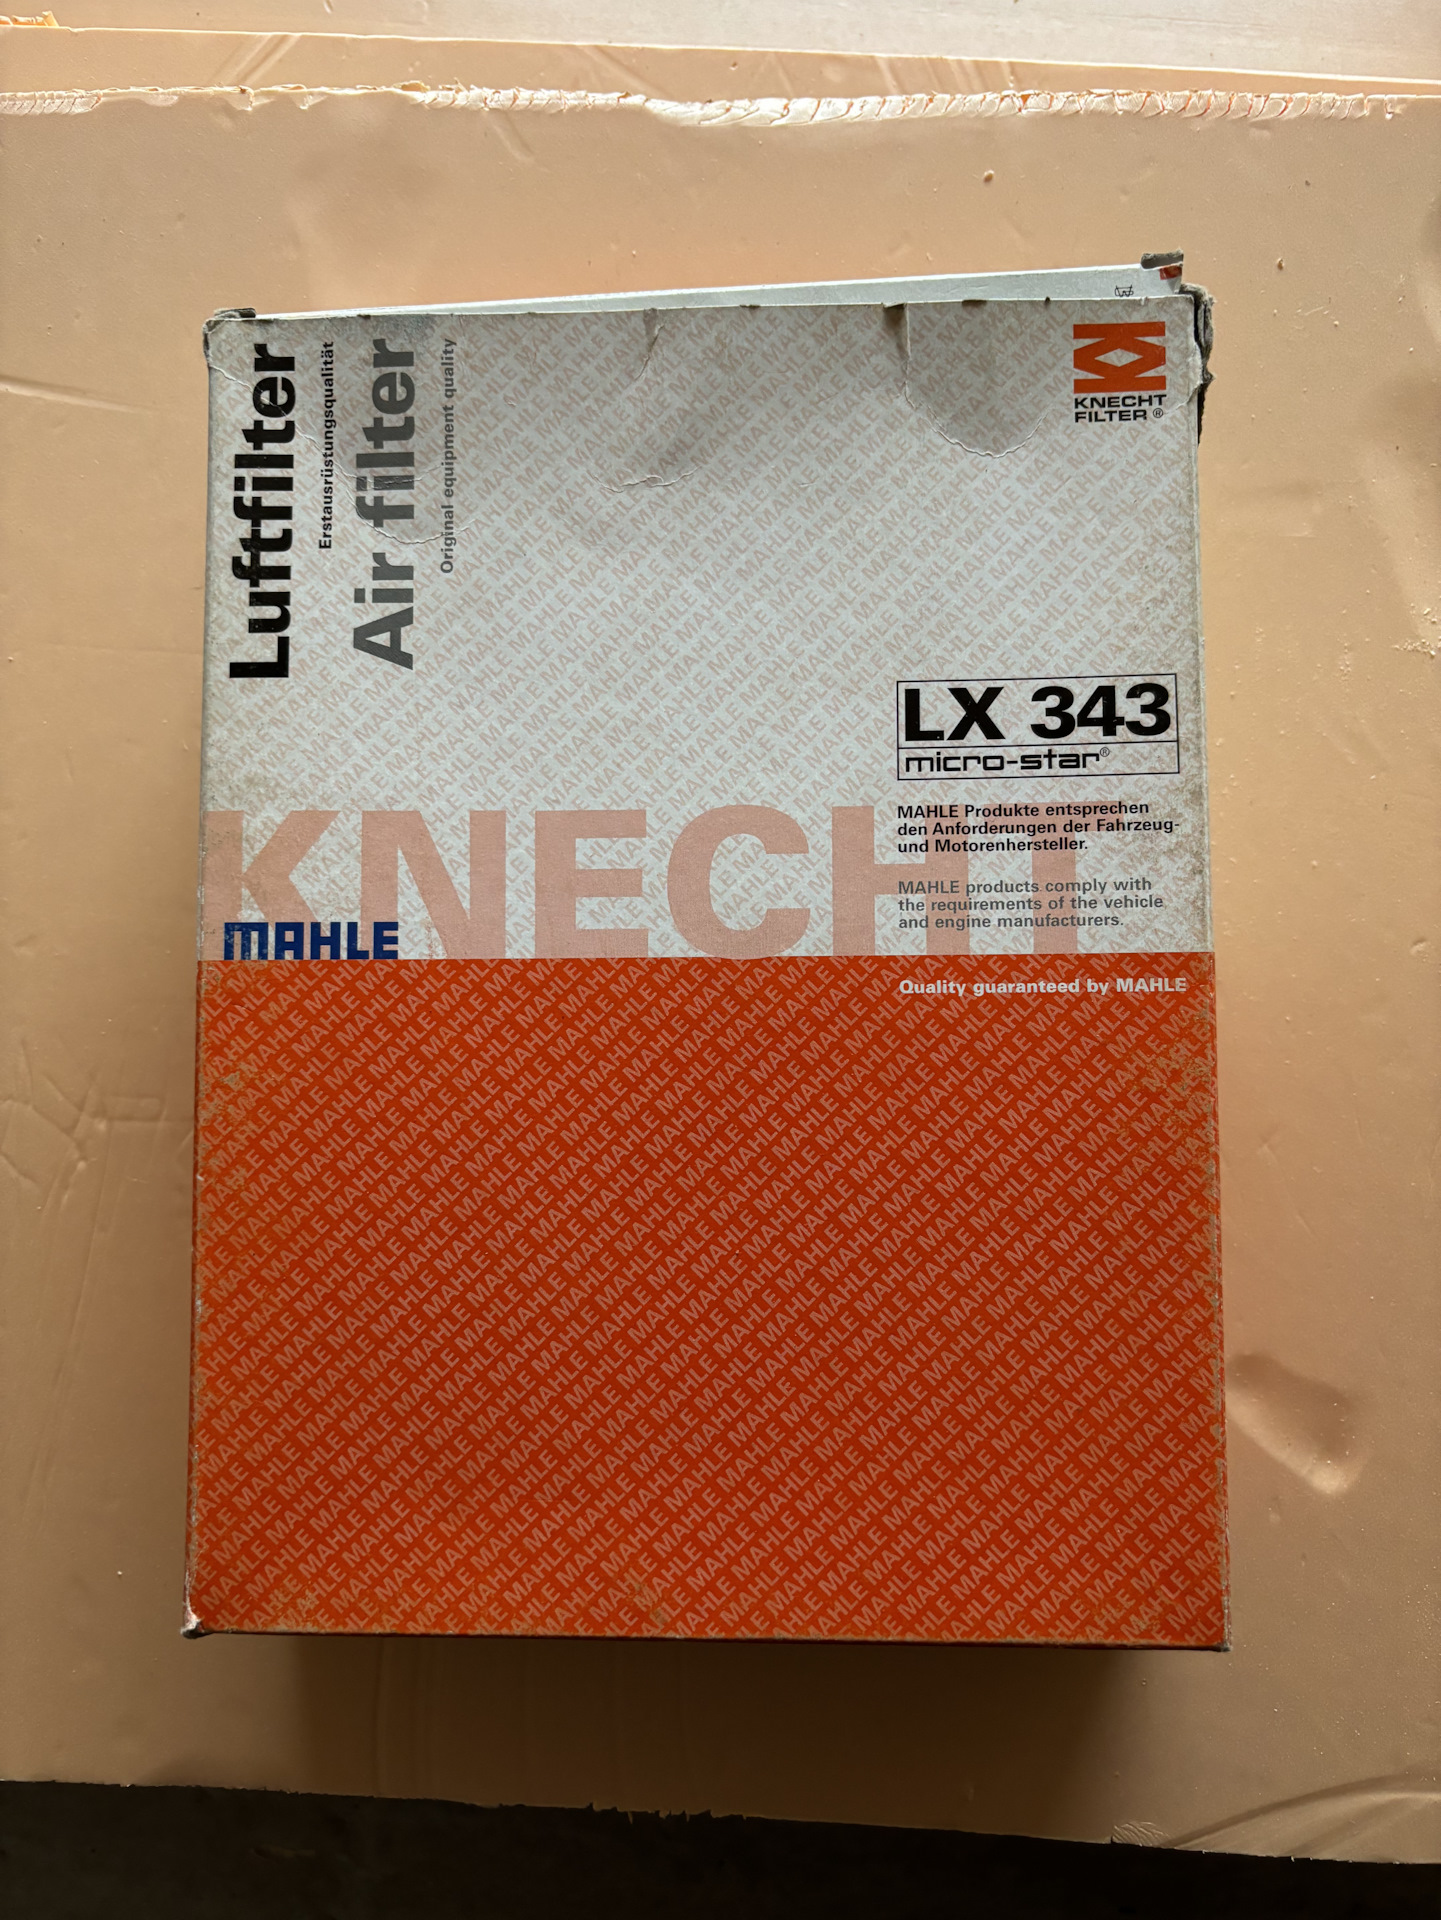 Luftfilter
Erstausrüstungsqualität
Air filter
Original equipment quality
KNECHT
FILTER®
LX 343
micro-star®
MAHLE Produkte entsprechen
den Anforderungen der Fahrzeug-
und Motorenhersteller.
MAHLE products comply with
the requirements of the vehicle
and engine manufacturers.
KNECHT
MAHLE
Quality guaranteed by MAHLE